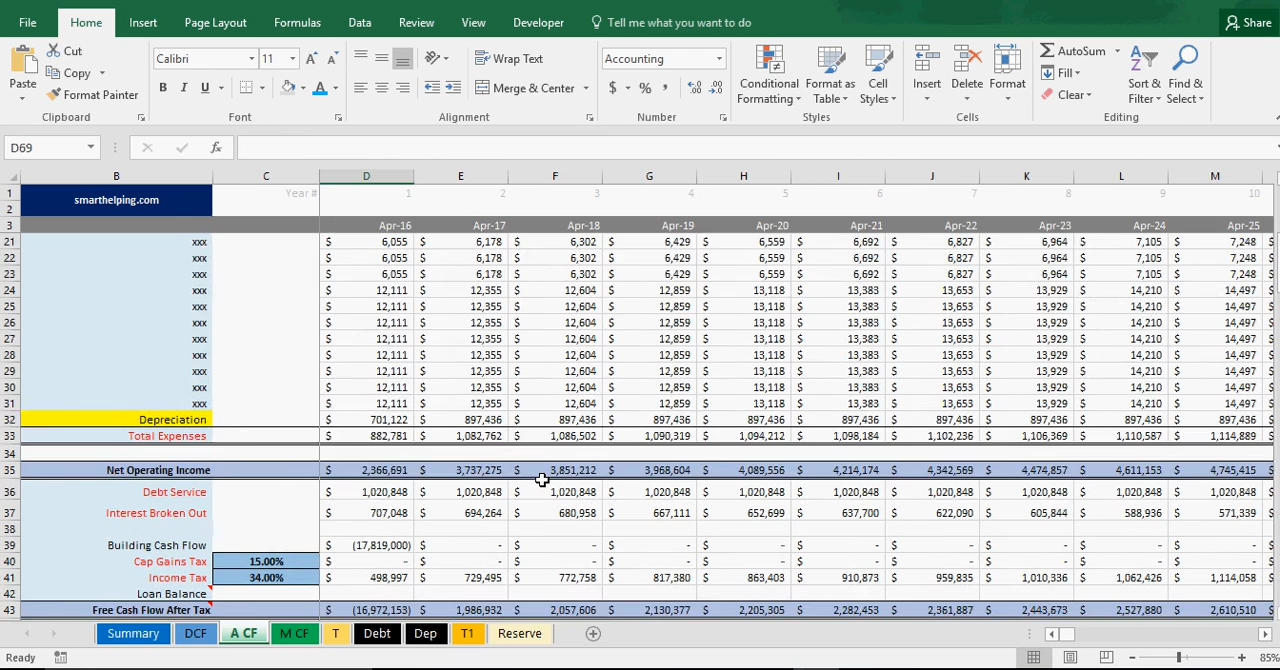 File Home Insert Page Layout Formulas Data Review View Developer Tell me what you want to do Share
Cut Calibri 11 A A Wrap Text Accounting AutoSum
Paste Copy Format Painter B I U A Merge & Center $ % , Conditional Formatting Format as Table Cell Styles Insert Delete Format Fill Clear Sort & Filter Find & Select
Clipboard Font Alignment Number Styles Cells Editing
D69 fx
B C D E F G H I J K L M
1 smarthelping.com Year # 1 2 3 4 5 6 7 8 9 10
2
3 Apr-16 Apr-17 Apr-18 Apr-19 Apr-20 Apr-21 Apr-22 Apr-23 Apr-24 Apr-25
21 xxx $ 6,055 $ 6,178 $ 6,302 $ 6,429 $ 6,559 $ 6,692 $ 6,827 $ 6,964 $ 7,105 $ 7,248 $
22 xxx $ 6,055 $ 6,178 $ 6,302 $ 6,429 $ 6,559 $ 6,692 $ 6,827 $ 6,964 $ 7,105 $ 7,248 $
23 xxx $ 6,055 $ 6,178 $ 6,302 $ 6,429 $ 6,559 $ 6,692 $ 6,827 $ 6,964 $ 7,105 $ 7,248 $
24 xxx $ 12,111 $ 12,355 $ 12,604 $ 12,859 $ 13,118 $ 13,383 $ 13,653 $ 13,929 $ 14,210 $ 14,497 $
25 xxx $ 12,111 $ 12,355 $ 12,604 $ 12,859 $ 13,118 $ 13,383 $ 13,653 $ 13,929 $ 14,210 $ 14,497 $
26 xxx $ 12,111 $ 12,355 $ 12,604 $ 12,859 $ 13,118 $ 13,383 $ 13,653 $ 13,929 $ 14,210 $ 14,497 $
27 xxx $ 12,111 $ 12,355 $ 12,604 $ 12,859 $ 13,118 $ 13,383 $ 13,653 $ 13,929 $ 14,210 $ 14,497 $
28 xxx $ 12,111 $ 12,355 $ 12,604 $ 12,859 $ 13,118 $ 13,383 $ 13,653 $ 13,929 $ 14,210 $ 14,497 $
29 xxx $ 12,111 $ 12,355 $ 12,604 $ 12,859 $ 13,118 $ 13,383 $ 13,653 $ 13,929 $ 14,210 $ 14,497 $
30 xxx $ 12,111 $ 12,355 $ 12,604 $ 12,859 $ 13,118 $ 13,383 $ 13,653 $ 13,929 $ 14,210 $ 14,497 $
31 xxx $ 12,111 $ 12,355 $ 12,604 $ 12,859 $ 13,118 $ 13,383 $ 13,653 $ 13,929 $ 14,210 $ 14,497 $
32 Depreciation $ 701,122 $ 897,436 $ 897,436 $ 897,436 $ 897,436 $ 897,436 $ 897,436 $ 897,436 $ 897,436 $ 897,436 $
33 Total Expenses $ 882,781 $ 1,082,762 $ 1,086,502 $ 1,090,319 $ 1,094,212 $ 1,098,184 $ 1,102,236 $ 1,106,369 $ 1,110,587 $ 1,114,889 $
34
35 Net Operating Income $ 2,366,691 $ 3,737,275 $ 3,851,212 $ 3,968,604 $ 4,089,556 $ 4,214,174 $ 4,342,569 $ 4,474,857 $ 4,611,153 $ 4,745,415 $
36 Debt Service $ 1,020,848 $ 1,020,848 $ 1,020,848 $ 1,020,848 $ 1,020,848 $ 1,020,848 $ 1,020,848 $ 1,020,848 $ 1,020,848 $ 1,020,848 $
37 Interest Broken Out $ 707,048 $ 694,264 $ 680,958 $ 667,111 $ 652,699 $ 637,700 $ 622,090 $ 605,844 $ 588,936 $ 571,339 $
38
39 Building Cash Flow $ (17,819,000) $ - $ - $ - $ - $ - $ - $ - $ - $ - $
40 Cap Gains Tax 15.00% $ - $ - $ - $ - $ - $ - $ - $ - $ - $ - $
41 Income Tax 34.00% $ 498,997 $ 729,495 $ 772,758 $ 817,380 $ 863,403 $ 910,873 $ 959,835 $ 1,010,336 $ 1,062,426 $ 1,114,058 $
42 Loan Balance
43 Free Cash Flow After Tax $ (16,972,153) $ 1,986,932 $ 2,057,606 $ 2,130,377 $ 2,205,305 $ 2,282,453 $ 2,361,887 $ 2,443,673 $ 2,527,880 $ 2,610,510 $
Summary DCF A CF M CF T Debt Dep T1 Reserve
Ready 85%